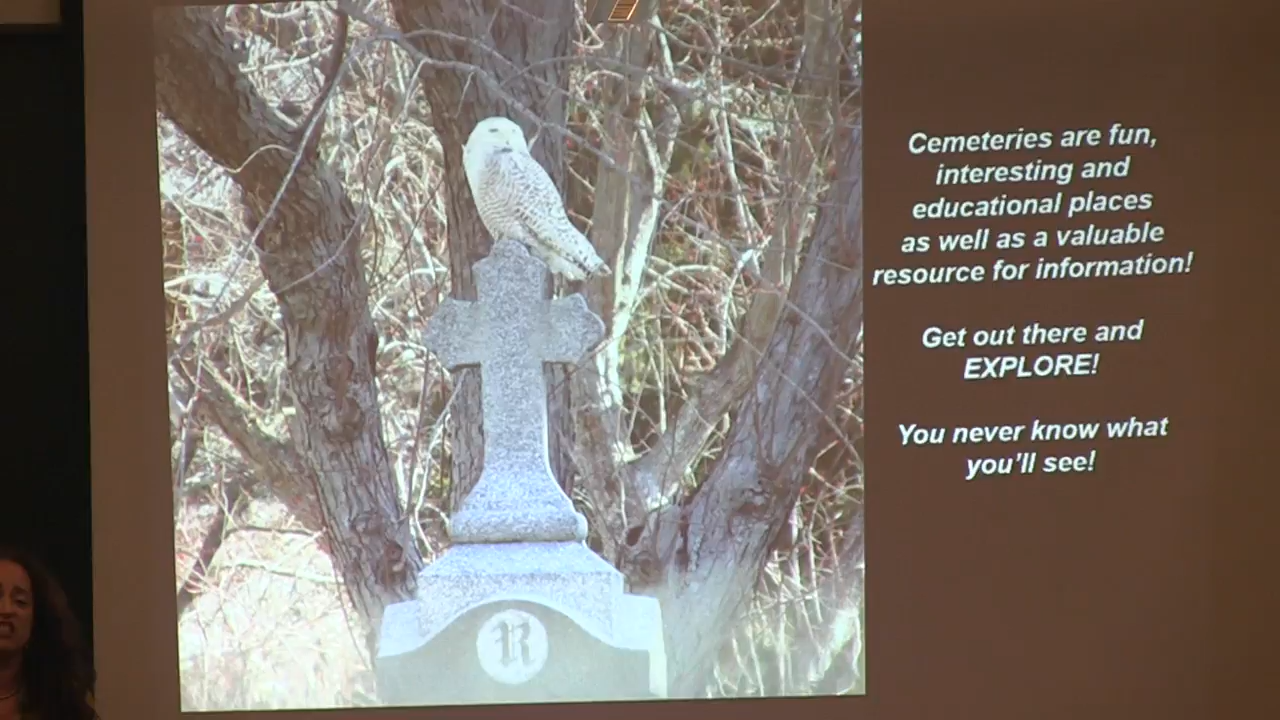 Cemeteries are fun,
interesting and
educational places
as well as a valuable
resource for information!
Get out there and
EXPLORE!
You never know what
you'll see!
R